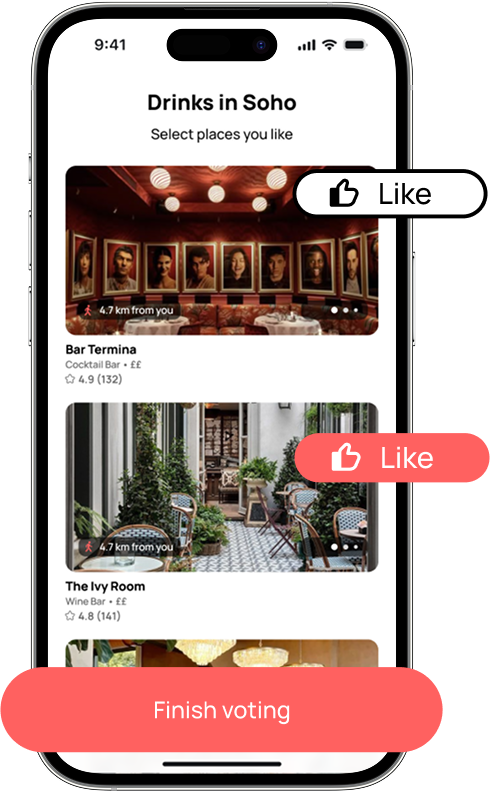 9:41
Drinks in Soho
Select places you like
Like
4.7 km from you
Bar Termina
Cocktail Bar • ££
4.9 (132)
Like
4.7 km from you
The Ivy Room
Wine Bar • ££
4.8 (141)
Finish voting